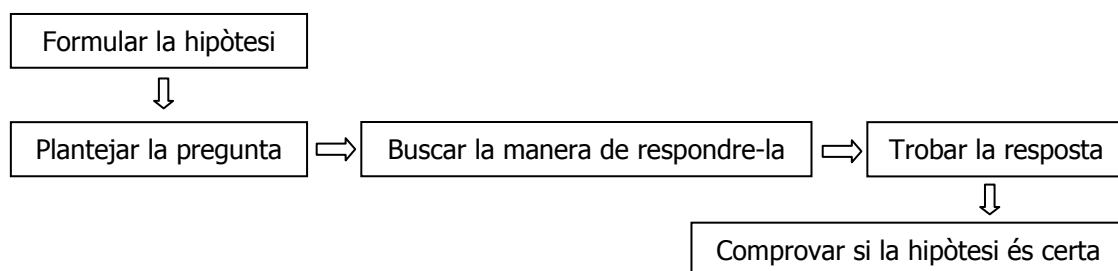 Formular la hipòtesi
Plantejar la pregunta
Buscar la manera de respondre-la
Trobar la resposta
Comprovar si la hipòtesi és certa